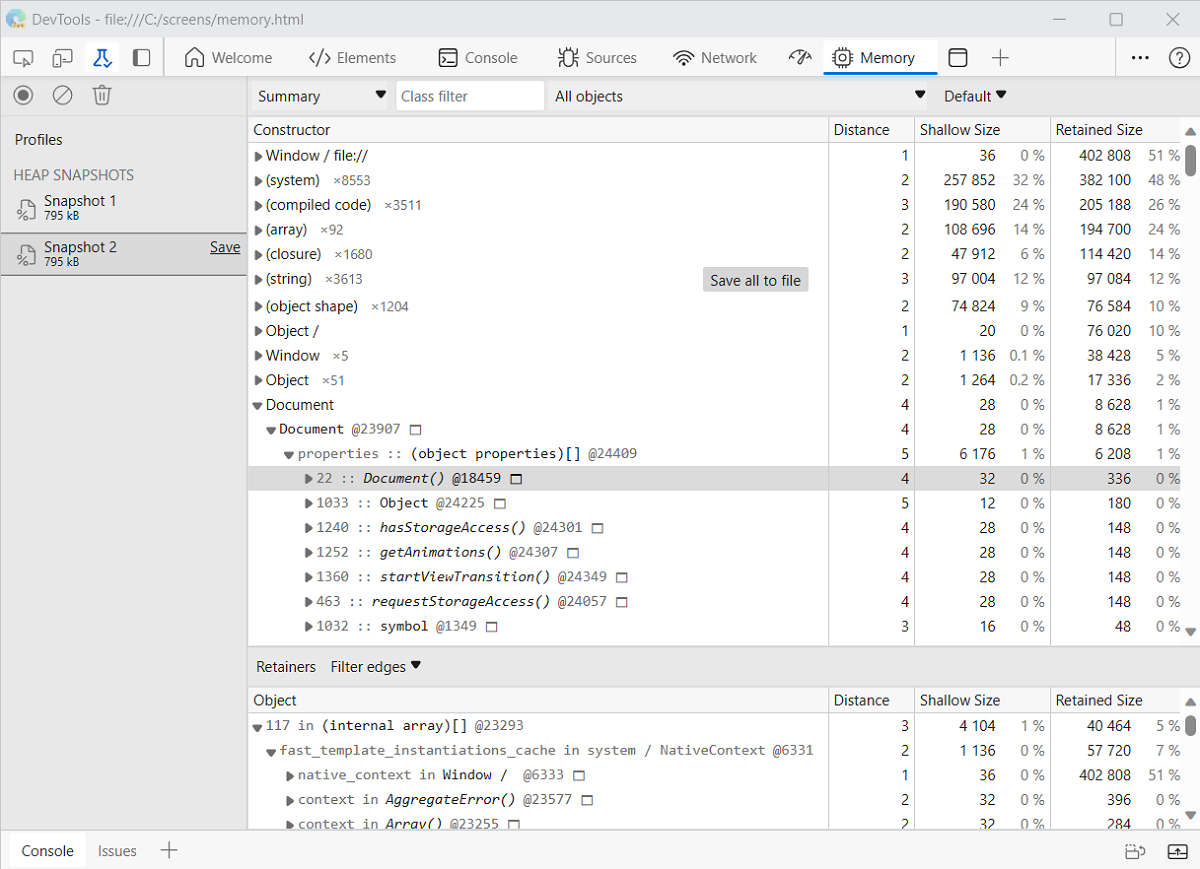 DevTools - file:///C:/screens/memory.html
Welcome Elements Console Sources Network Memory
Summary Class filter All objects Default
Profiles
HEAP SNAPSHOTS
Snapshot 1
795 kB
Snapshot 2 Save
795 kB
Constructor Distance Shallow Size Retained Size
Window / file:// 1 36 0 % 402 808 51 %
(system) ×8553 2 257 852 32 % 382 100 48 %
(compiled code) ×3511 3 190 580 24 % 205 188 26 %
(array) ×92 2 108 696 14 % 194 700 24 %
(closure) ×1680 2 47 912 6 % 114 420 14 %
(string) ×3613 3 97 004 12 % 97 084 12 %
Save all to file
(object shape) ×1204 2 74 824 9 % 76 584 10 %
Object / 1 20 0 % 76 020 10 %
Window ×5 2 1 136 0.1 % 38 428 5 %
Object ×51 2 1 264 0.2 % 17 336 2 %
Document 4 28 0 % 8 628 1 %
Document @23907 4 28 0 % 8 628 1 %
properties :: (object properties)[] @24409 5 6 176 1 % 6 208 1 %
22 :: Document() @18459 4 32 0 % 336 0 %
1033 :: Object @24225 5 12 0 % 180 0 %
1240 :: hasStorageAccess() @24301 4 28 0 % 148 0 %
1252 :: getAnimations() @24307 4 28 0 % 148 0 %
1360 :: startViewTransition() @24349 4 28 0 % 148 0 %
463 :: requestStorageAccess() @24057 4 28 0 % 148 0 %
1032 :: symbol @1349 3 16 0 % 48 0 %
Retainers Filter edges
Object Distance Shallow Size Retained Size
117 in (internal array)[] @23293 3 4 104 1 % 40 464 5 %
fast_template_instantiations_cache in system / NativeContext @6331 2 1 136 0 % 57 720 7 %
native_context in Window / @6333 1 36 0 % 402 808 51 %
context in AggregateError() @23577 2 32 0 % 396 0 %
context in Array() @23255 2 32 0 % 284 0 %
Console Issues